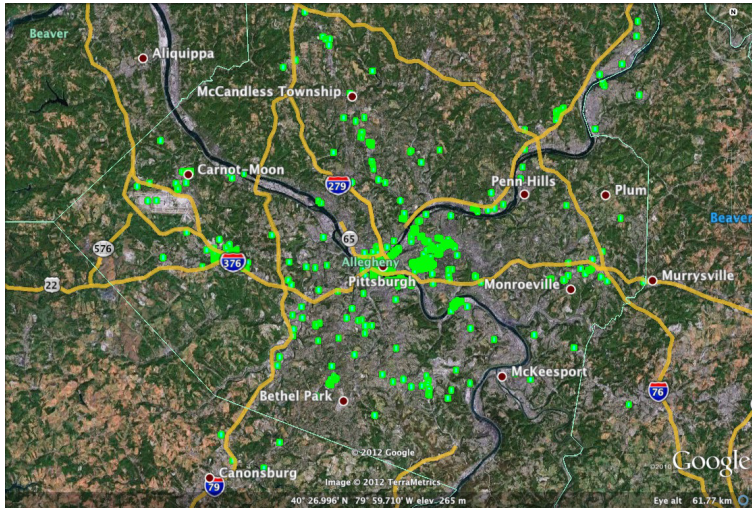 N
Beaver
Aliquippa
McCandless Township
Carnot-Moon
279
Penn Hills
Plum
Beaver
65
576
376
Allegheny
Pittsburgh
22
Monroeville
Murrysville
McKeesport
76
Bethel Park
© 2012 Google
©2010 Google
Canonsburg
79
Image © 2012 TerraMetrics
40° 26.996' N 79° 59.710' W elev 265 m
Eye alt 61.77 km